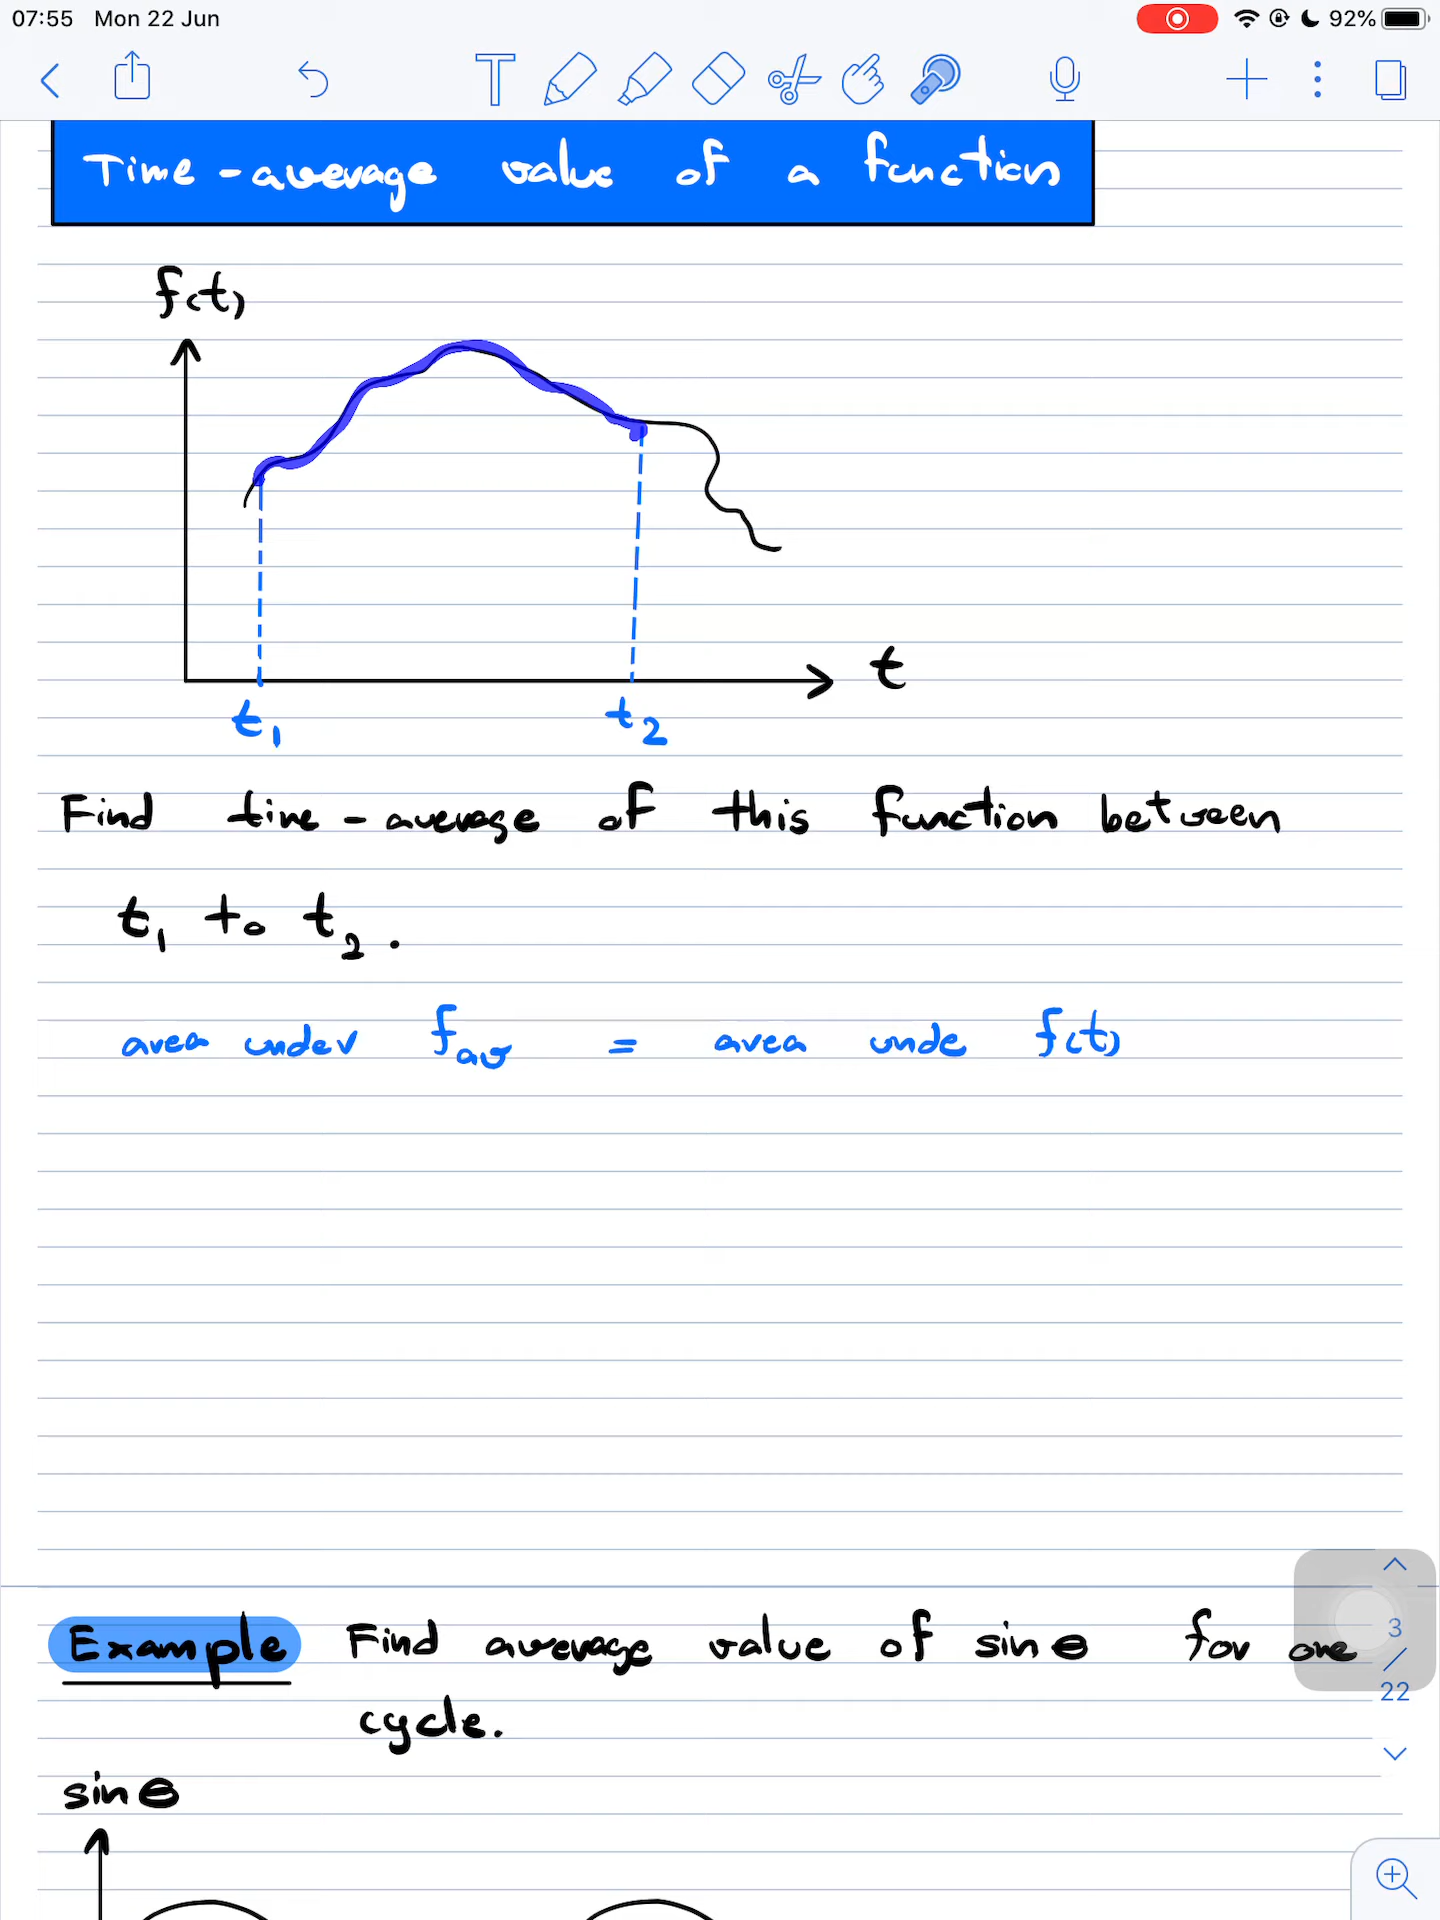 07:55 Mon 22 Jun 92%
T
Time-average value of a function
f(t)
t
t1 t2
Find time-average of this function between
t1 to t2.
area under fav = area unde f(t)
Example Find average value of sin θ for one
cycle.
3
/
22
sin θ